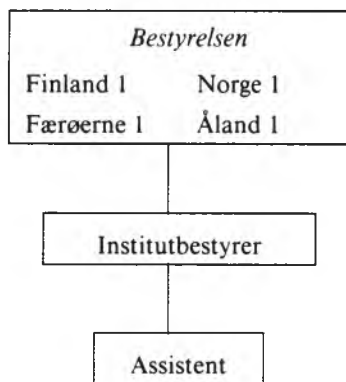 Bestyrelsen
Finland 1 Norge 1
Færøerne 1 Åland 1
Institutbestyrer
Assistent